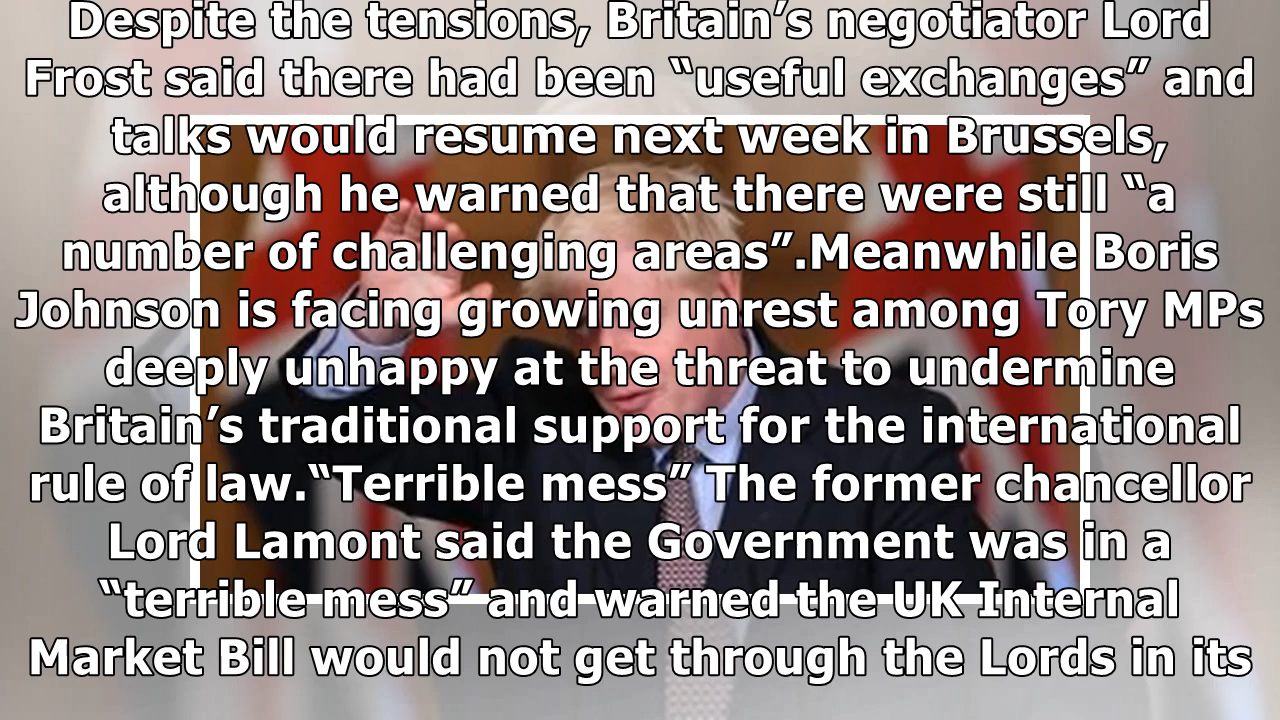 Despite the tensions, Britain’s negotiator Lord
Frost said there had been “useful exchanges” and
talks would resume next week in Brussels,
although he warned that there were still “a
number of challenging areas”.Meanwhile Boris
Johnson is facing growing unrest among Tory MPs
deeply unhappy at the threat to undermine
Britain’s traditional support for the international
rule of law.“Terrible mess” The former chancellor
Lord Lamont said the Government was in a
“terrible mess” and warned the UK Internal
Market Bill would not get through the Lords in its